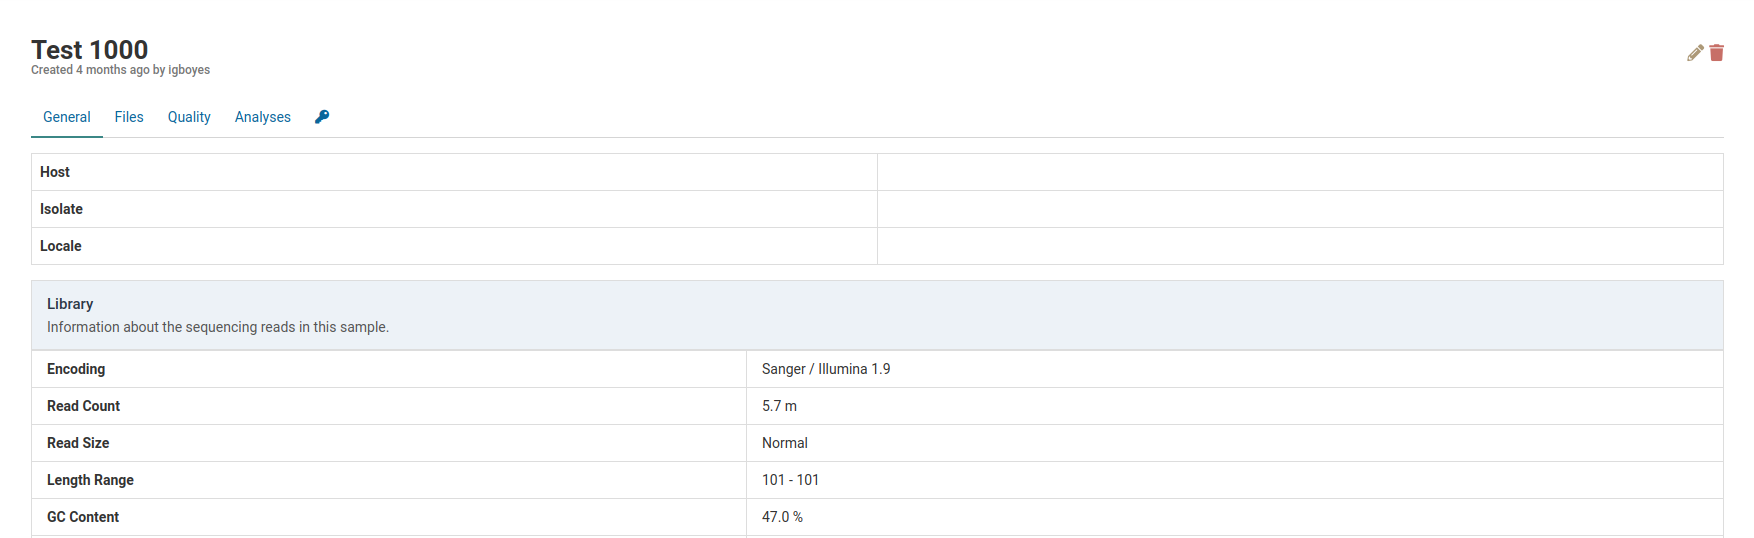 Test 1000
Created 4 months ago by igboyes
General Files Quality Analyses
Host
Isolate
Locale
Library
Information about the sequencing reads in this sample.
Encoding Sanger / Illumina 1.9
Read Count 5.7 m
Read Size Normal
Length Range 101 - 101
GC Content 47.0 %